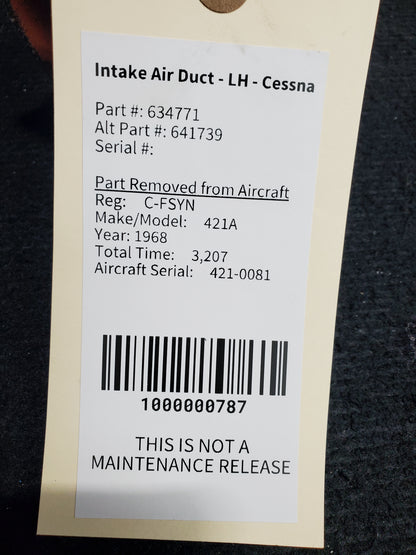 Intake Air Duct - LH - Cessna
Part #: 634771
Alt Part #: 641739
Serial #:
Part Removed from Aircraft
Reg: C-FSYN
Make/Model: 421A
Year: 1968
Total Time: 3,207
Aircraft Serial: 421-0081
1000000787
THIS IS NOT A
MAINTENANCE RELEASE